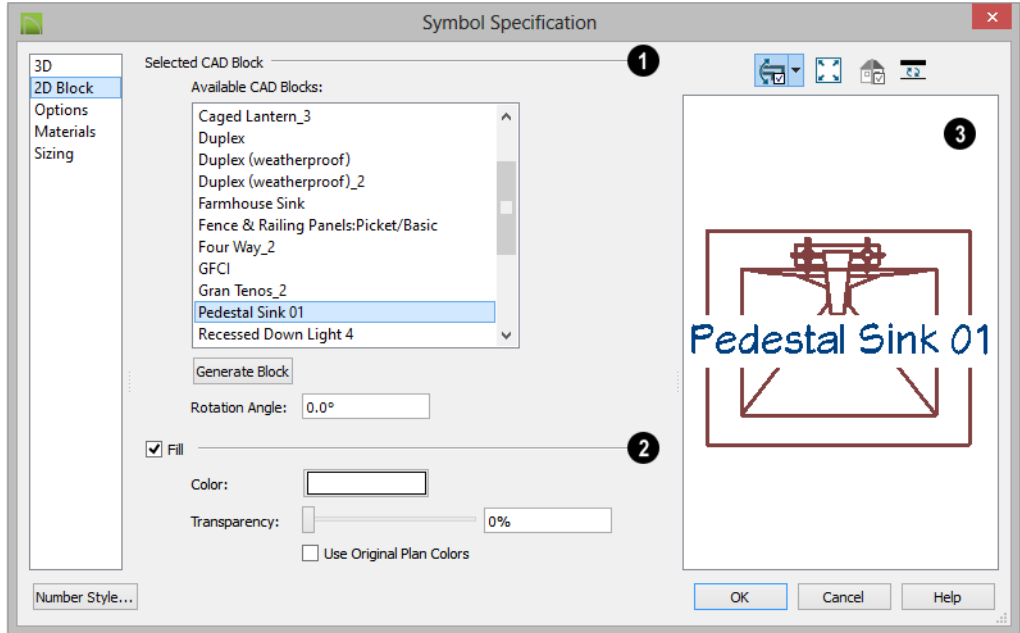 Symbol Specification
3D
2D Block
Options
Materials
Sizing
Selected CAD Block
1
Available CAD Blocks:
Caged Lantern_3
Duplex
Duplex (weatherproof)
Duplex (weatherproof)_2
Farmhouse Sink
Fence & Railing Panels:Picket/Basic
Four Way_2
GFCI
Gran Tenos_2
Pedestal Sink 01
Recessed Down Light 4
Generate Block
Rotation Angle: 0.0°
Fill
2
Color:
Transparency: 0%
Use Original Plan Colors
3
Pedestal Sink 01
Number Style...
OK
Cancel
Help